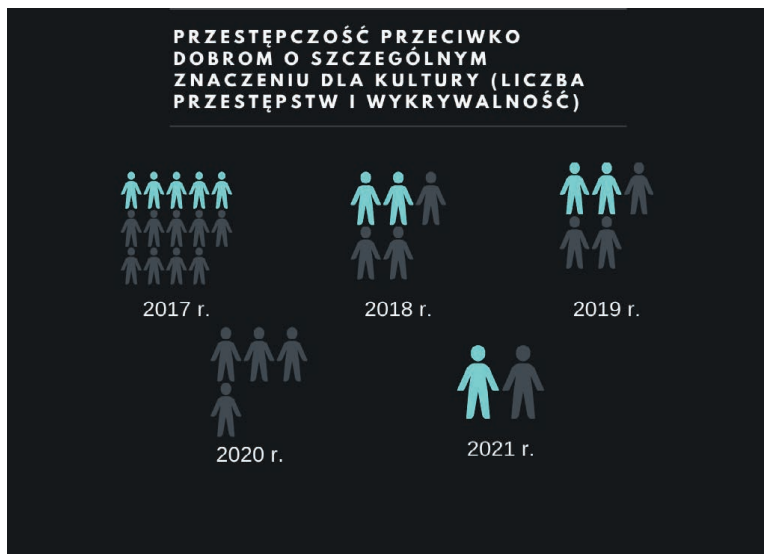 PRZESTĘPCZOŚĆ PRZECIWKO
DOBROM O SZCZEGÓLNYM
ZNACZENIU DLA KULTURY (LICZBA
PRZESTĘPSTW I WYKRYWALNOŚĆ)
2017 r.
2018 r.
2019 r.
2020 r.
2021 r.